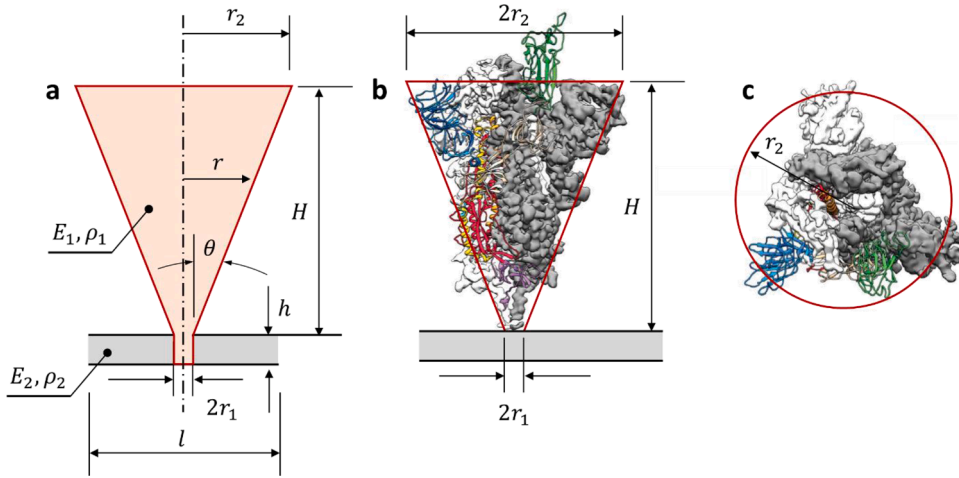 r₂
2r₂
a
b
c
r
r₂
H
H
E₁, ρ₁
θ
h
E₂, ρ₂
2r₁
2r₁
l